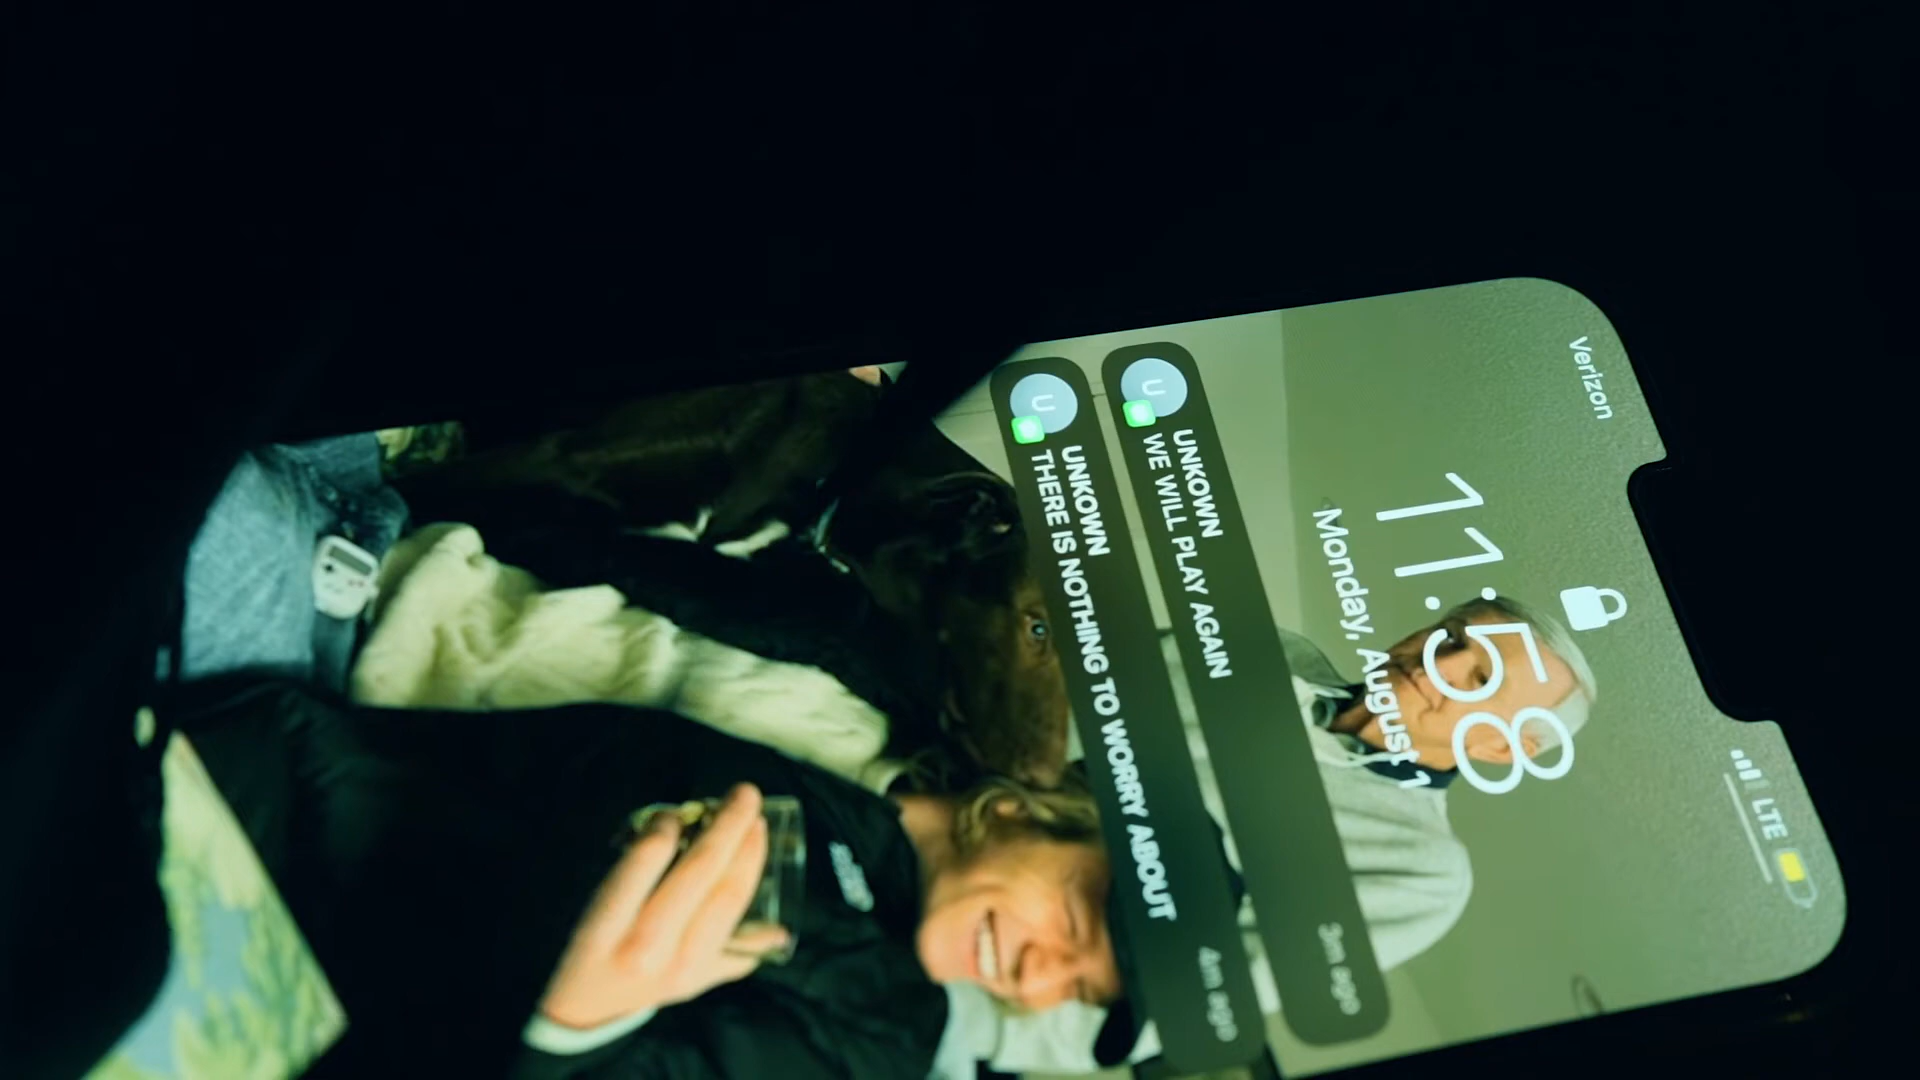 Verizon
LTE
11:58
Monday, August 1
UNKOWN
WE WILL PLAY AGAIN
3m ago
UNKOWN
THERE IS NOTHING TO WORRY ABOUT
4m ago